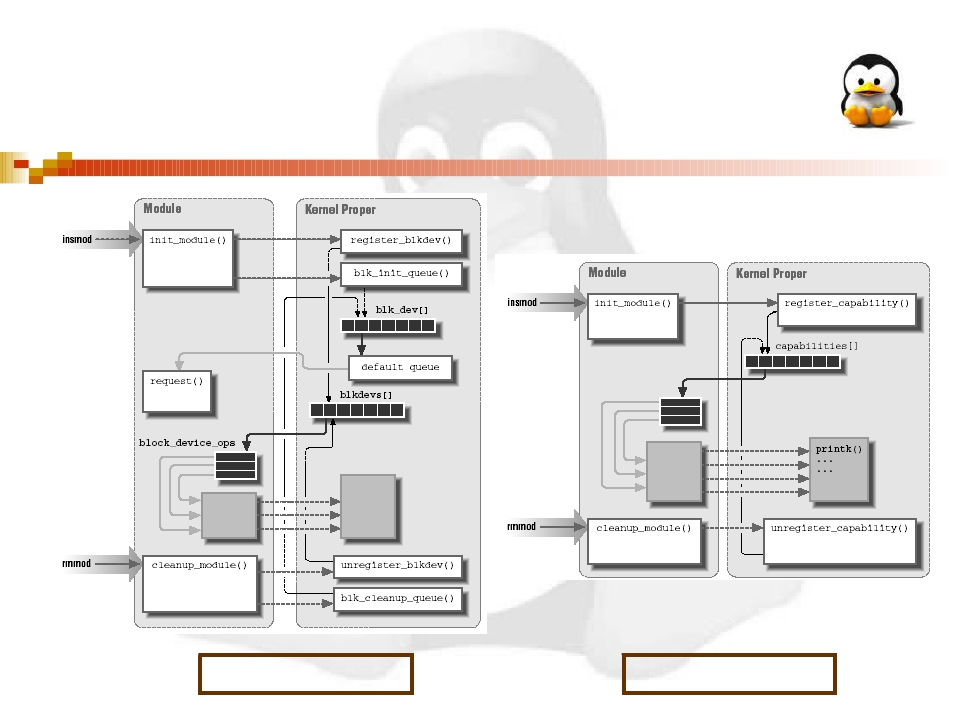 Module
Kernel Proper
insmod
init_module()
register_blkdev()
blk_init_queue()
blk_dev[]
default queue
request()
blkdevs[]
block_device_ops
rmmod
cleanup_module()
unregister_blkdev()
blk_cleanup_queue()
Module
Kernel Proper
insmod
init_module()
register_capability()
capabilities[]
printk()
...
...
rmmod
cleanup_module()
unregister_capability()